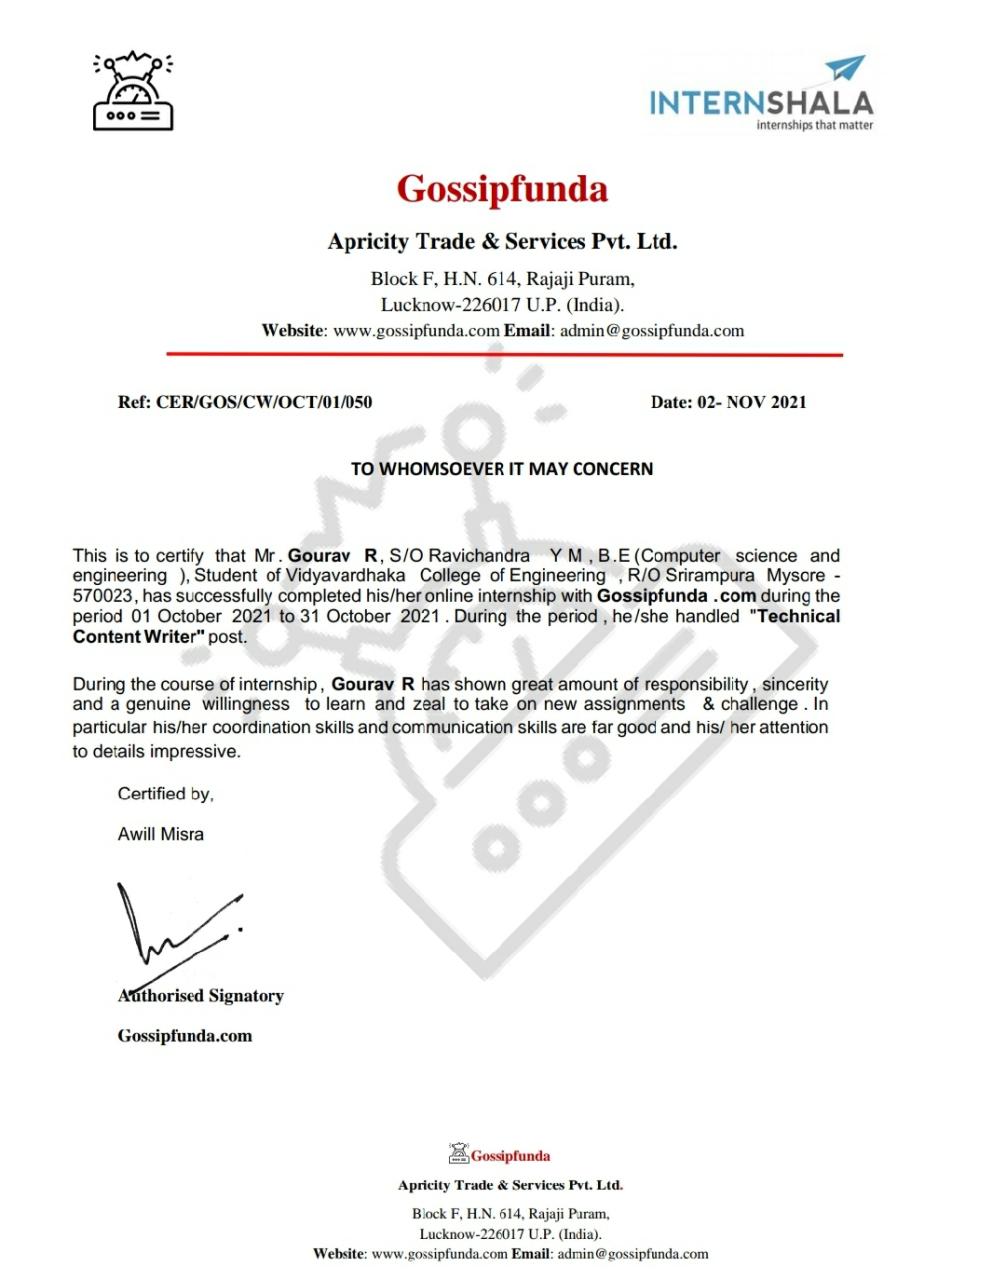 INTERNSHALA
internships that matter
Gossipfunda
Apricity Trade & Services Pvt. Ltd.
Block F, H.N. 614, Rajaji Puram,
Lucknow-226017 U.P. (India).
Website: www.gossipfunda.com Email: admin@gossipfunda.com
Ref: CER/GOS/CW/OCT/01/050 Date: 02- NOV 2021
TO WHOMSOEVER IT MAY CONCERN
This is to certify that Mr. Gourav R, S/O Ravichandra Y M , B.E (Computer science and
engineering ), Student of Vidyavardhaka College of Engineering , R/O Srirampura Mysore -
570023, has successfully completed his/her online internship with Gossipfunda .com during the
period 01 October 2021 to 31 October 2021 . During the period , he/she handled "Technical
Content Writer" post.
During the course of internship , Gourav R has shown great amount of responsibility , sincerity
and a genuine willingness to learn and zeal to take on new assignments & challenge . In
particular his/her coordination skills and communication skills are far good and his/ her attention
to details impressive.
Certified by,
Awill Misra
Authorised Signatory
Gossipfunda.com
Gossipfunda
Apricity Trade & Services Pvt. Ltd.
Block F, H.N. 614, Rajaji Puram,
Lucknow-226017 U.P. (India).
Website: www.gossipfunda.com Email: admin@gossipfunda.com